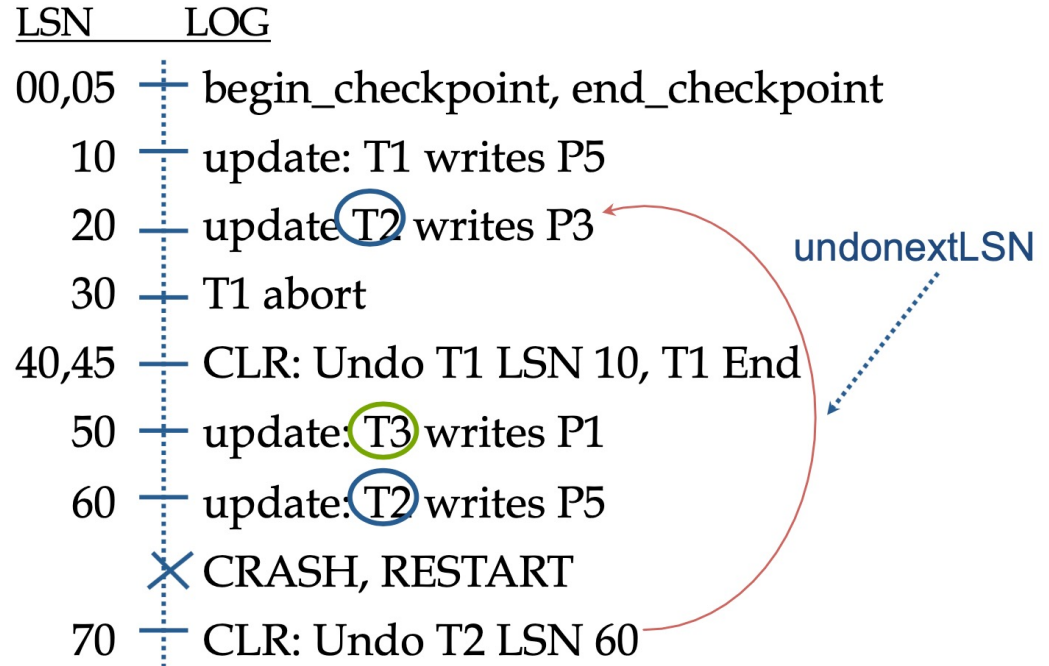 LSN LOG
00,05 begin_checkpoint, end_checkpoint
10 update: T1 writes P5
20 update T2 writes P3
undonextLSN
30 T1 abort
40,45 CLR: Undo T1 LSN 10, T1 End
50 update: T3 writes P1
60 update: T2 writes P5
CRASH, RESTART
70 CLR: Undo T2 LSN 60